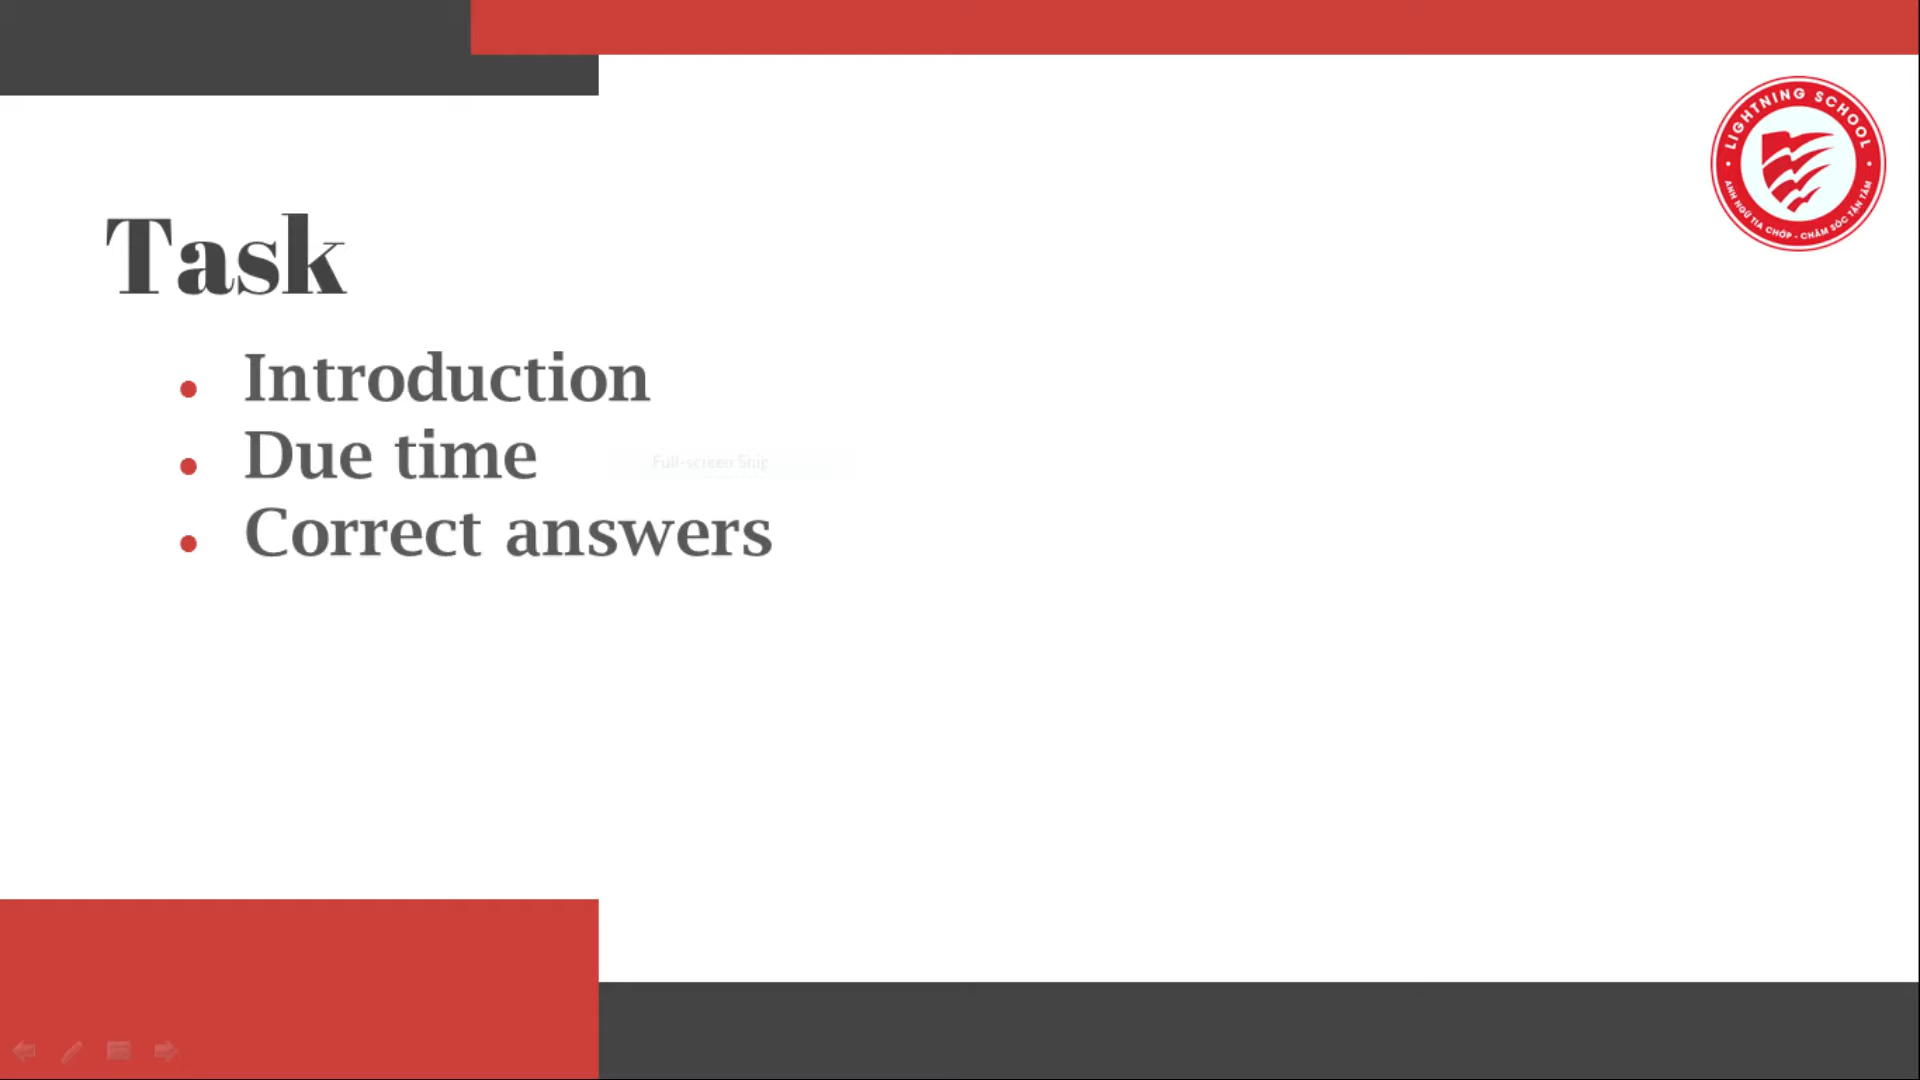 LIGHTNING SCHOOL
ANH NGỮ TIA CHỚP - CHĂM SÓC TẬN TÂM
Task
Introduction
Due time
Full-screen Snip
Correct answers